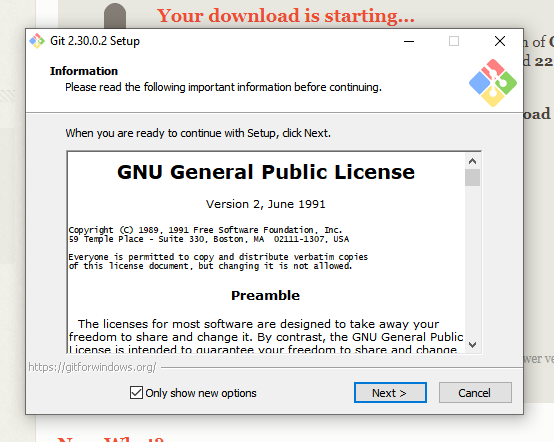 Your download is starting...
Git 2.30.0.2 Setup
n of
d 22
Information
Please read the following important information before continuing.
oad
When you are ready to continue with Setup, click Next.
GNU General Public License
Version 2, June 1991
Copyright (C) 1989, 1991 Free Software Foundation, Inc.
59 Temple Place - Suite 330, Boston, MA 02111-1307, USA
Everyone is permitted to copy and distribute verbatim copies
of this license document, but changing it is not allowed.
Preamble
The licenses for most software are designed to take away your
freedom to share and change it. By contrast, the GNU General Public
License is intended to guarantee your freedom to share and change
https://gitforwindows.org/
wer ve
Only show new options
Next >
Cancel